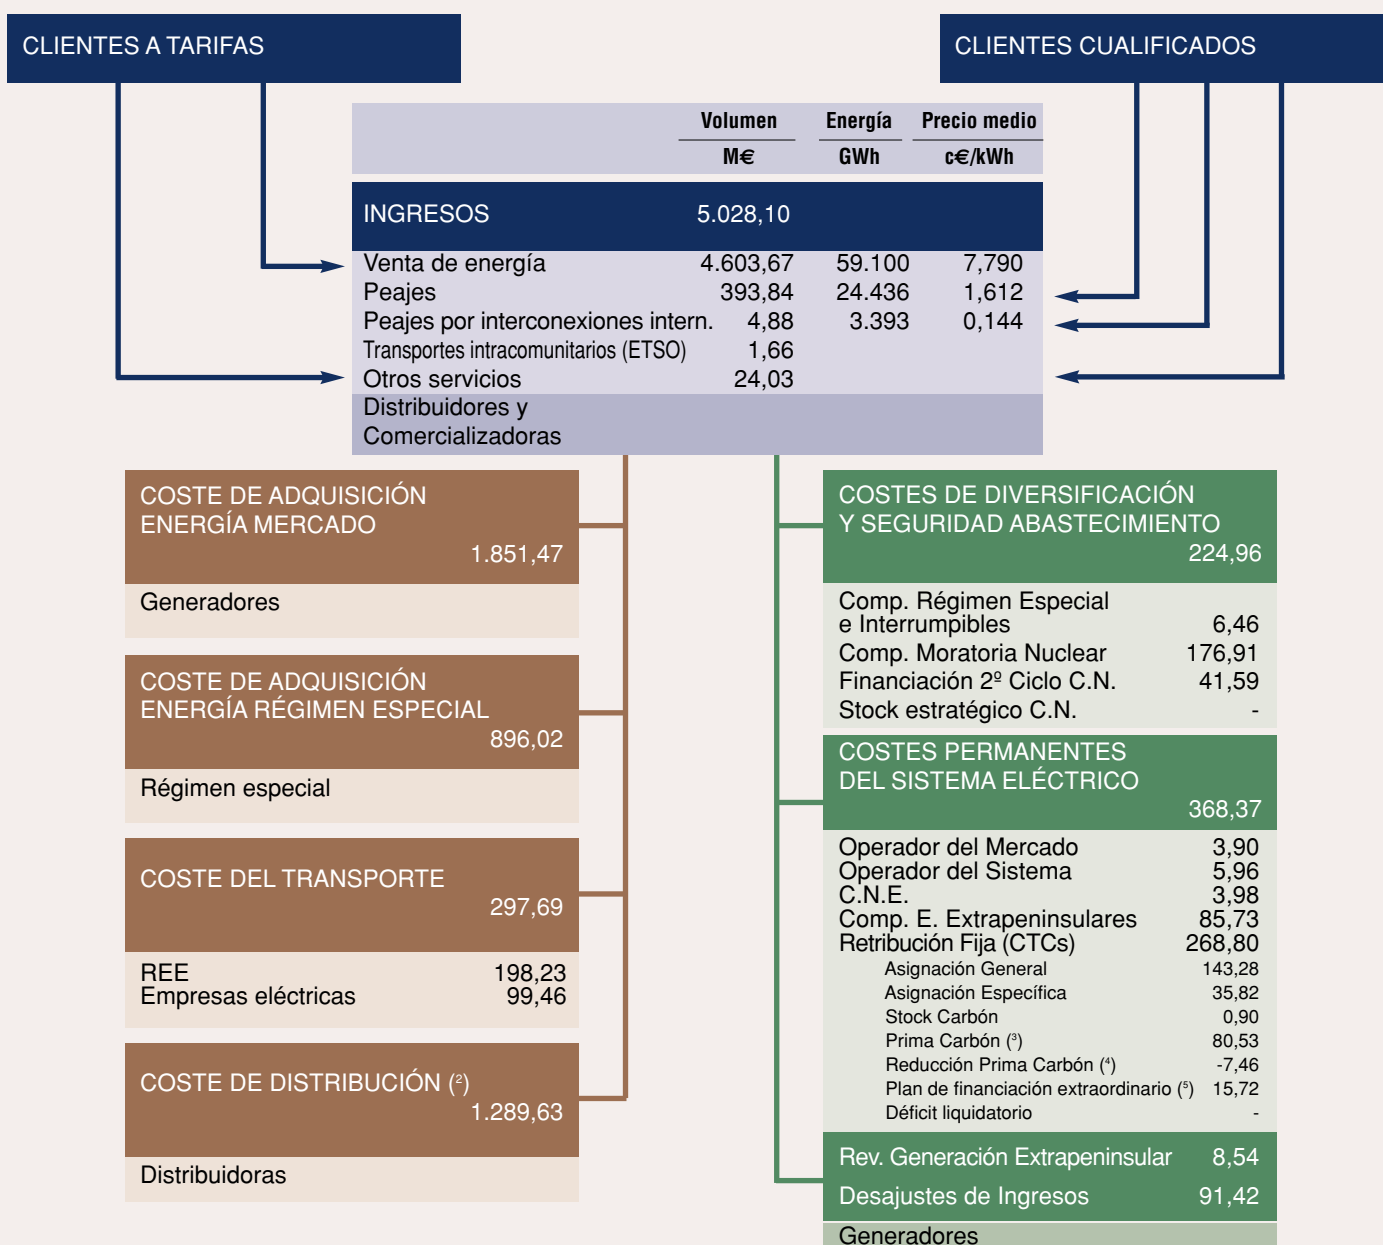 CLIENTES A TARIFAS
CLIENTES CUALIFICADOS
Volumen Energía Precio medio
M€ GWh c€/kWh
INGRESOS 5.028,10
Venta de energía 4.603,67 59.100 7,790
Peajes 393,84 24.436 1,612
Peajes por interconexiones intern. 4,88 3.393 0,144
Transportes intracomunitarios (ETSO) 1,66
Otros servicios 24,03
Distribuidores y
Comercializadoras
COSTE DE ADQUISICIÓN
ENERGÍA MERCADO
1.851,47
Generadores
COSTE DE ADQUISICIÓN
ENERGÍA RÉGIMEN ESPECIAL
896,02
Régimen especial
COSTE DEL TRANSPORTE
297,69
REE 198,23
Empresas eléctricas 99,46
COSTE DE DISTRIBUCIÓN (²)
1.289,63
Distribuidoras
COSTES DE DIVERSIFICACIÓN
Y SEGURIDAD ABASTECIMIENTO
224,96
Comp. Régimen Especial
e Interrumpibles 6,46
Comp. Moratoria Nuclear 176,91
Financiación 2º Ciclo C.N. 41,59
Stock estratégico C.N. -
COSTES PERMANENTES
DEL SISTEMA ELÉCTRICO
368,37
Operador del Mercado 3,90
Operador del Sistema 5,96
C.N.E. 3,98
Comp. E. Extrapeninsulares 85,73
Retribución Fija (CTCs) 268,80
Asignación General 143,28
Asignación Específica 35,82
Stock Carbón 0,90
Prima Carbón (³) 80,53
Reducción Prima Carbón (⁴) -7,46
Plan de financiación extraordinario (⁵) 15,72
Déficit liquidatorio -
Rev. Generación Extrapeninsular 8,54
Desajustes de Ingresos 91,42
Generadores